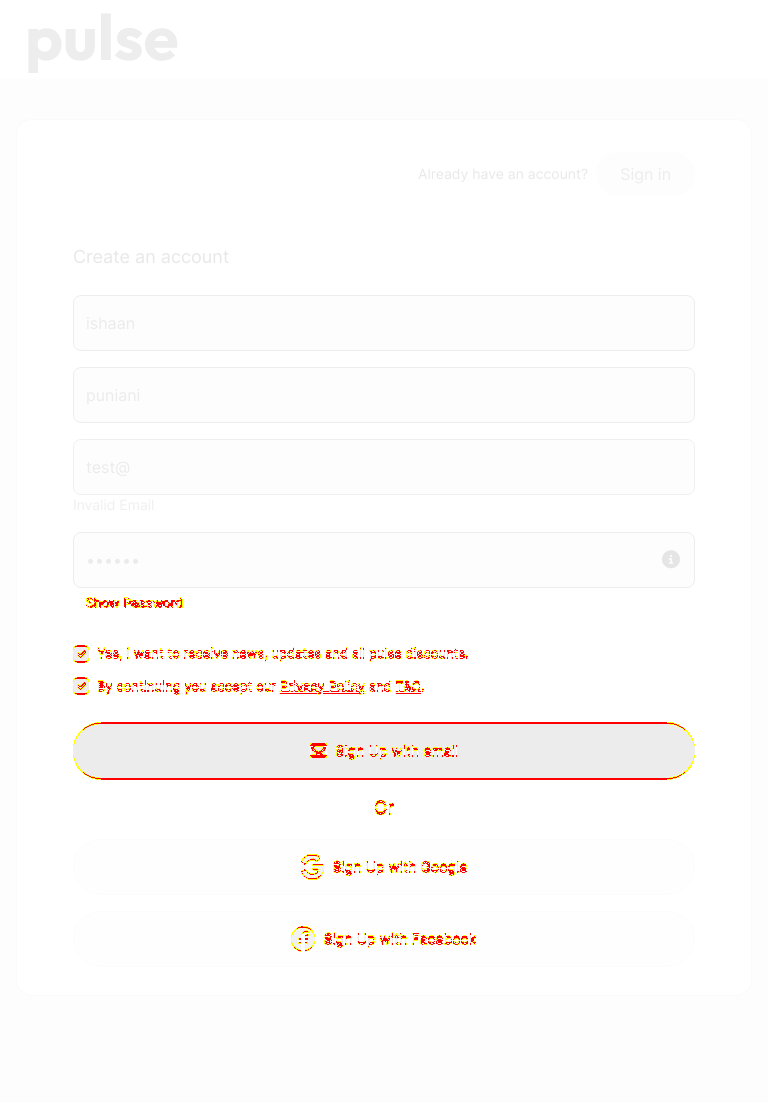 pulse
Already have an account? Sign in
Create an account
ishaan
puniani
test@
Invalid Email
••••••
Show Password
Yes, I want to receive news, updates and all pulse discounts.
By continuing you accept our Privacy Policy and T&C.
Sign Up with email
Or
Sign Up with Google
Sign Up with Facebook